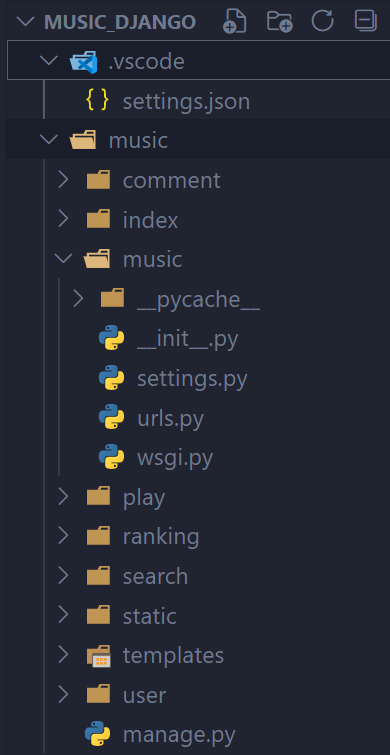 MUSIC_DJANGO
.vscode
{ } settings.json
music
comment
index
music
__pycache__
__init__.py
settings.py
urls.py
wsgi.py
play
ranking
search
static
templates
user
manage.py